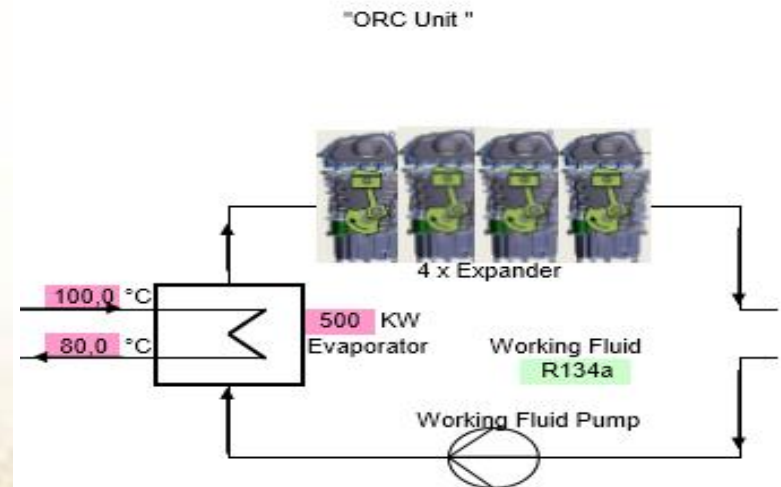 "ORC Unit "
4 x Expander
100,0 °C
500 KW
80,0 °C
Evaporator
Working Fluid
R134a
Working Fluid Pump